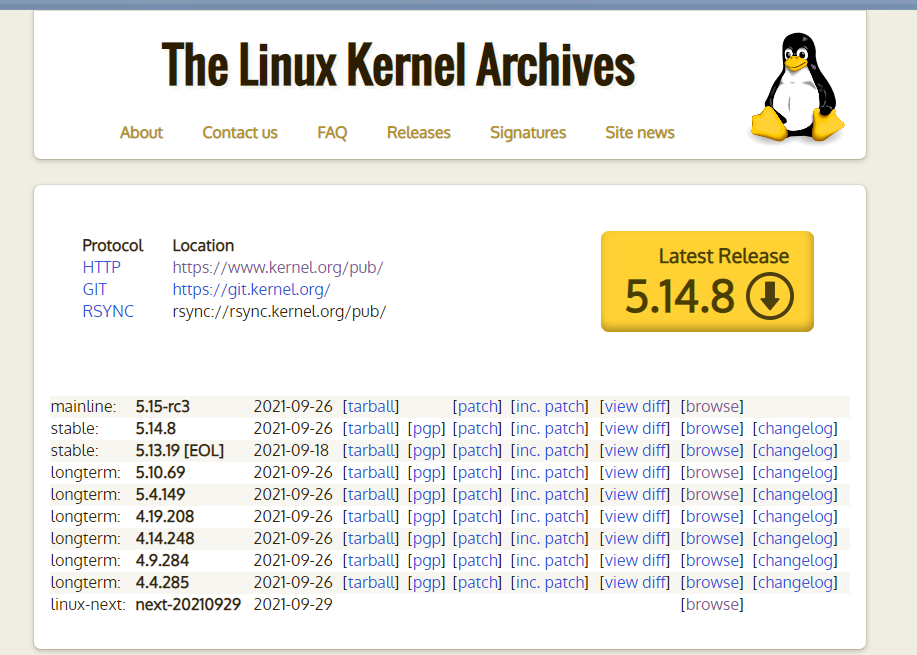 The Linux Kernel Archives
About Contact us FAQ Releases Signatures Site news
Protocol Location
HTTP https://www.kernel.org/pub/
GIT https://git.kernel.org/
RSYNC rsync://rsync.kernel.org/pub/
Latest Release
5.14.8
mainline: 5.15-rc3 2021-09-26 [tarball] [patch] [inc. patch] [view diff] [browse]
stable: 5.14.8 2021-09-26 [tarball] [pgp] [patch] [inc. patch] [view diff] [browse] [changelog]
stable: 5.13.19 [EOL] 2021-09-18 [tarball] [pgp] [patch] [inc. patch] [view diff] [browse] [changelog]
longterm: 5.10.69 2021-09-26 [tarball] [pgp] [patch] [inc. patch] [view diff] [browse] [changelog]
longterm: 5.4.149 2021-09-26 [tarball] [pgp] [patch] [inc. patch] [view diff] [browse] [changelog]
longterm: 4.19.208 2021-09-26 [tarball] [pgp] [patch] [inc. patch] [view diff] [browse] [changelog]
longterm: 4.14.248 2021-09-26 [tarball] [pgp] [patch] [inc. patch] [view diff] [browse] [changelog]
longterm: 4.9.284 2021-09-26 [tarball] [pgp] [patch] [inc. patch] [view diff] [browse] [changelog]
longterm: 4.4.285 2021-09-26 [tarball] [pgp] [patch] [inc. patch] [view diff] [browse] [changelog]
linux-next: next-20210929 2021-09-29 [browse]